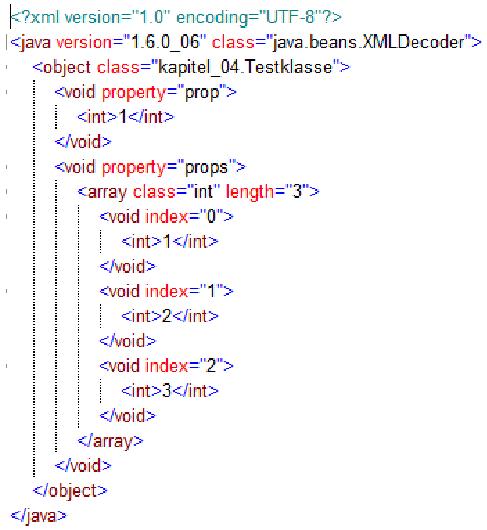 <?xml version="1.0" encoding="UTF-8"?>
<java version="1.6.0_06" class="java.beans.XMLDecoder">
<object class="kapitel_04.Testklasse">
<void property="prop">
<int>1</int>
</void>
<void property="props">
<array class="int" length="3">
<void index="0">
<int>1</int>
</void>
<void index="1">
<int>2</int>
</void>
<void index="2">
<int>3</int>
</void>
</array>
</void>
</object>
</java>